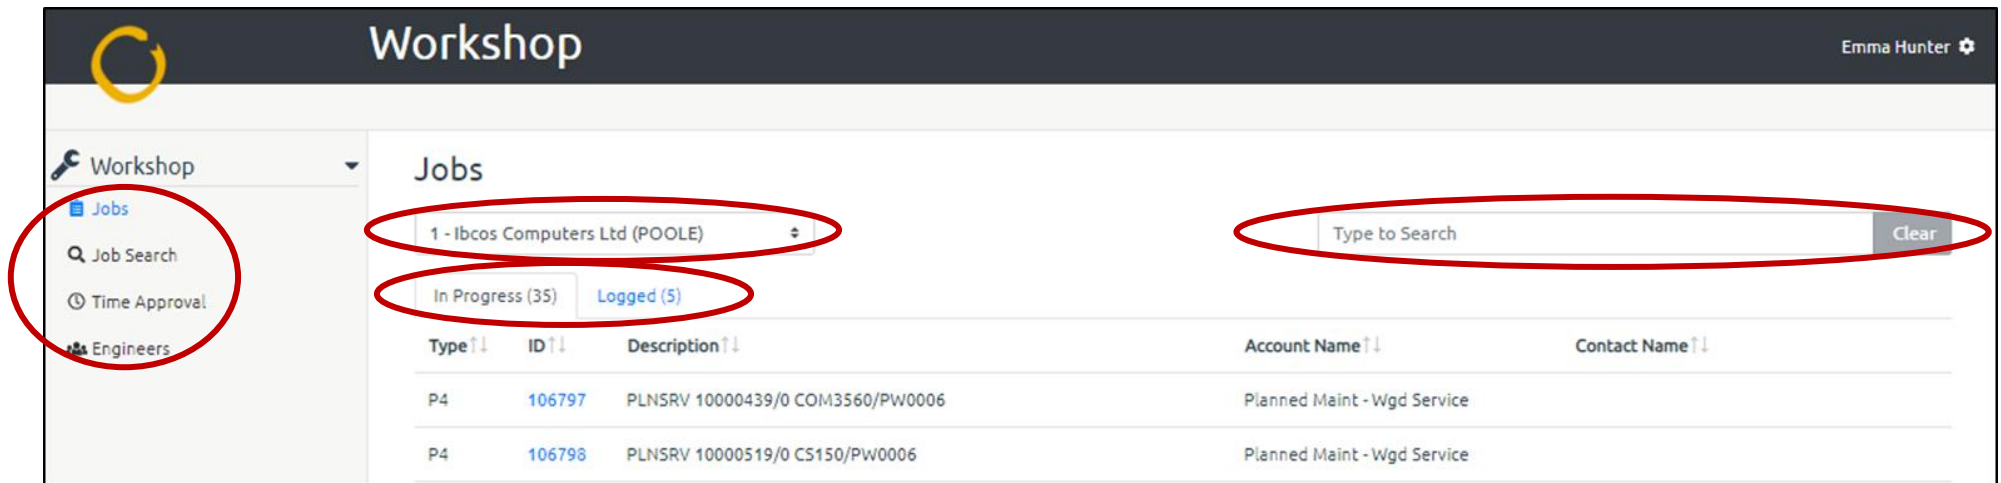 Workshop
Emma Hunter
Workshop
Jobs
Job Search
Time Approval
Engineers
Jobs
1 - Ibcos Computers Ltd (POOLE)
Type to Search Clear
In Progress (35) Logged (5)
Type ID Description Account Name Contact Name
P4 106797 PLNSRV 10000439/0 COM3560/PW0006 Planned Maint - Wgd Service
P4 106798 PLNSRV 10000519/0 CS150/PW0006 Planned Maint - Wgd Service